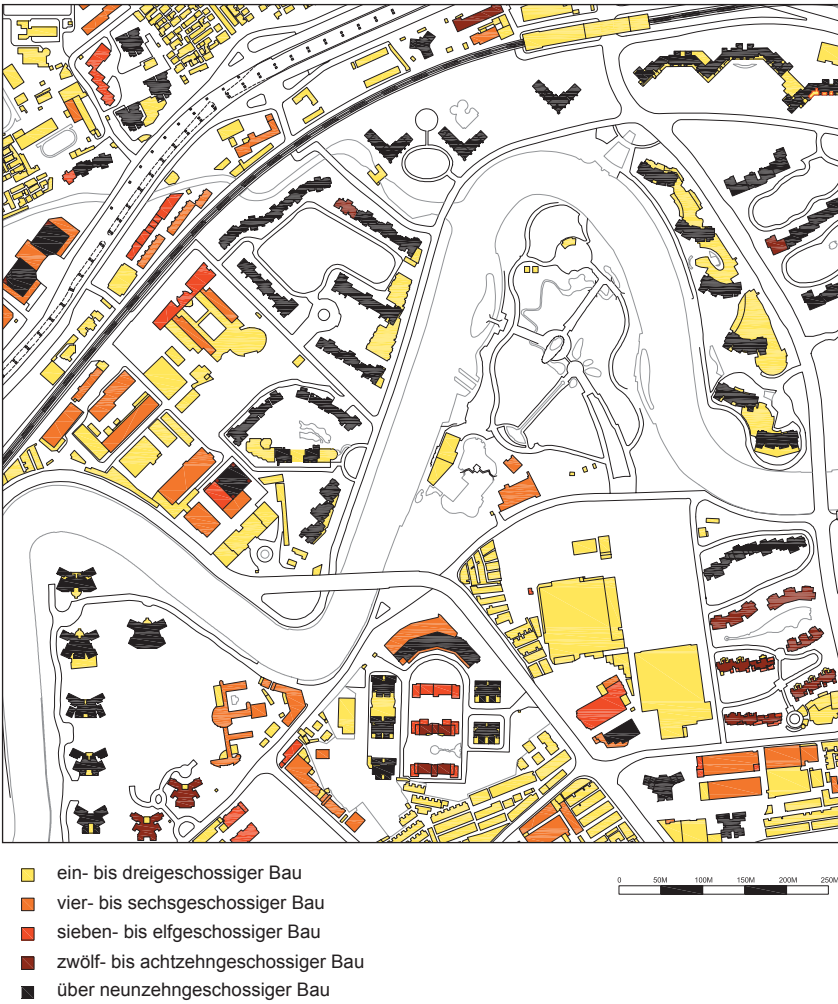 ein- bis dreigeschossiger Bau
0 50M 100M 150M 200M 250M
vier- bis sechsgeschossiger Bau
sieben- bis elfgeschossiger Bau
zwölf- bis achtzehngeschossiger Bau
über neunzehngeschossiger Bau